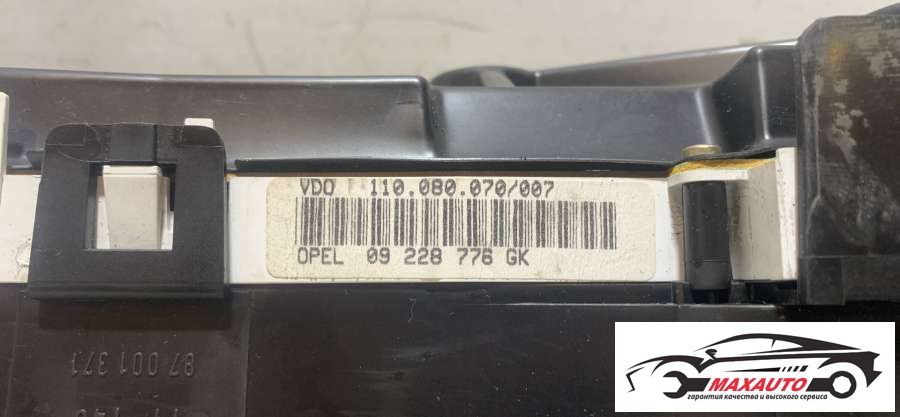 VDO 110.080.070/007
OPEL 09 228 776 GK
87 001 371
MAXAUTO
гарантия качества и высокого сервиса